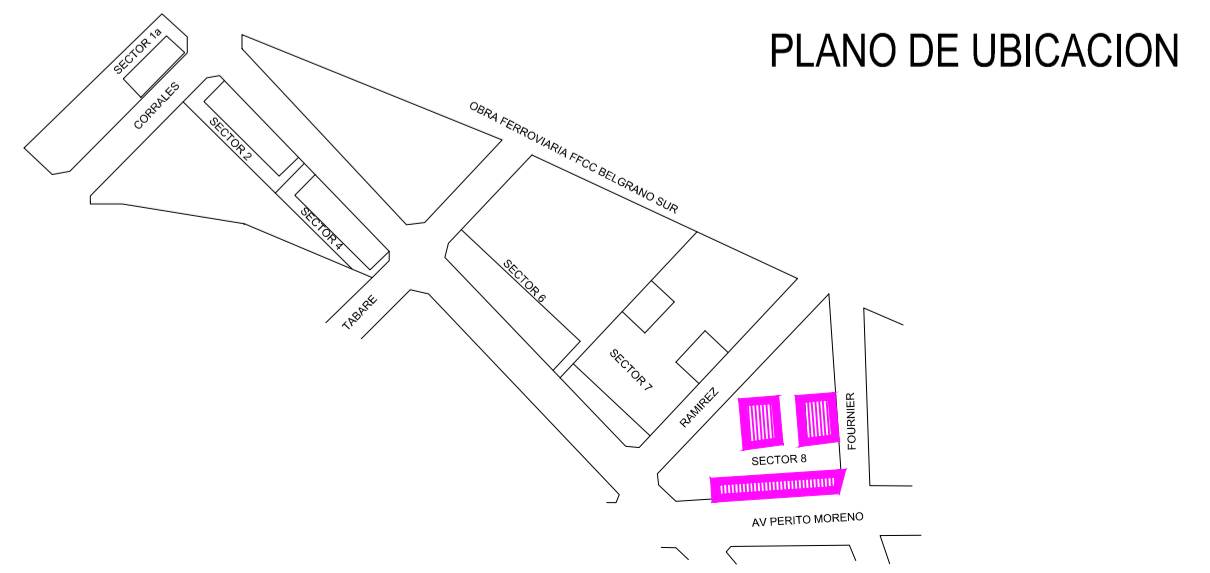 PLANO DE UBICACION
SECTOR 1a
CORRALES
OBRA FERROVIARIA FFCC BELGRANO SUR
SECTOR 2
SECTOR 4
TABARE
SECTOR 6
SECTOR 7
RAMIREZ
FOURNIER
SECTOR 8
AV PERITO MORENO